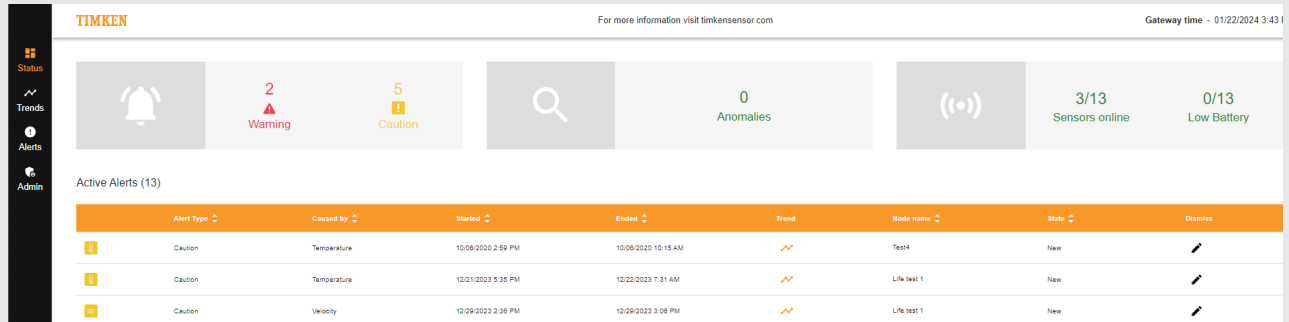 TIMKEN
For more information visit timkensensor.com
Gateway time - 01/22/2024 3:43
Status
Trends
Alerts
Admin
2
Warning
5
Caution
0
Anomalies
3/13
Sensors online
0/13
Low Battery
Active Alerts (13)
Alert Type Caused by Started Ended Trend Node name State Dismiss
Caution Temperature 10/06/2020 2:59 PM 10/06/2020 10:15 AM Test4 New
Caution Temperature 12/21/2023 5:35 PM 12/22/2023 7:31 AM Life test 1 New
Caution Velocity 12/29/2023 2:36 PM 12/29/2023 3:06 PM Life test 1 New